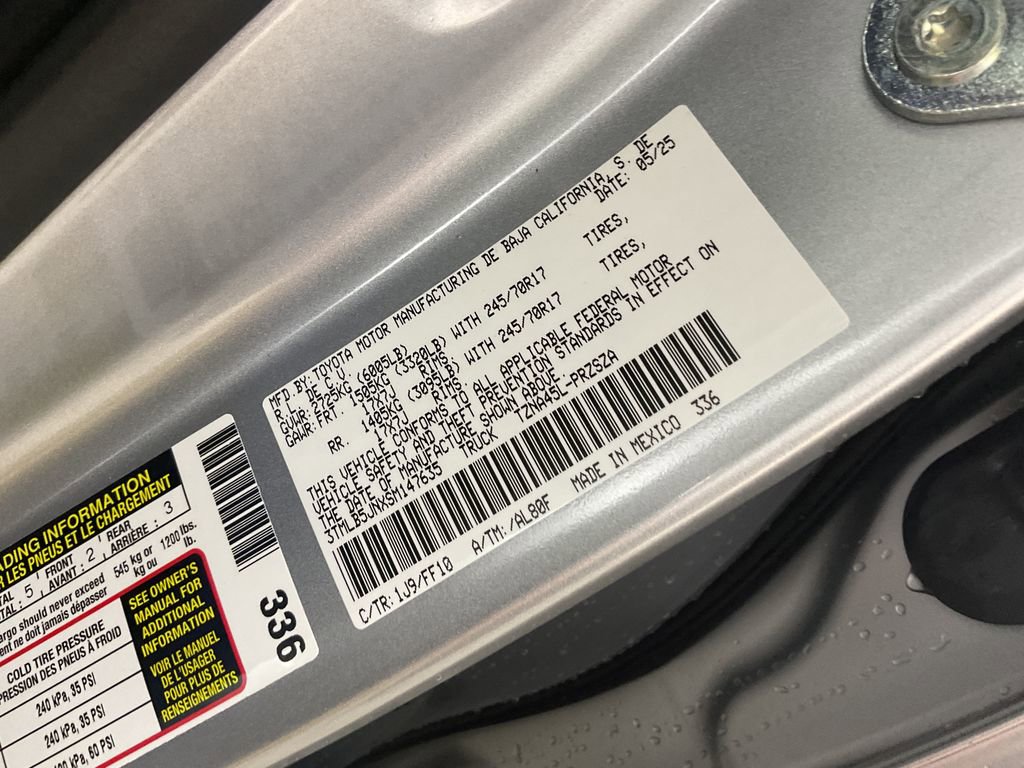 MFD.BY:TOYOTA MOTOR MANUFACTURING DE BAJA CALIFORNIA, S. DE
R.L. DE C.V. DATE: 05/25
GVWR: 2725KG (6005LB)
GAWR:FRT. 1505KG (3320LB) WITH 245/70R17 TIRES,
17X7J RIMS,
RR. 1405KG (3095LB) WITH 245/70R17 TIRES,
17X7J RIMS,
THIS VEHICLE CONFORMS TO ALL APPLICABLE FEDERAL MOTOR
VEHICLE SAFETY AND THEFT PREVENTION STANDARDS IN EFFECT ON
THE DATE OF MANUFACTURE SHOWN ABOVE.
TRUCK
C/TR:1J9/FF10 A/TM: /AL80F MADE IN MEXICO 336
ADING INFORMATION
R LES PNEUS ET LE CHARGEMENT
5 FRONT : 2 REAR : 3
AVANT : ARRIÈRE :
argo should never exceed 545 kg or 1200 lbs.
ent ne doit jamais dépasser kg ou lb.
COLD TIRE PRESSURE
PRESSION DES PNEUS À FROID
240 kPa, 35 PSI
240 kPa, 35 PSI
kPa, 60 PSI
SEE OWNER'S
MANUAL FOR
ADDITIONAL
INFORMATION
VOIR LE MANUEL
DE L'USAGER
POUR PLUS DE
RENSEIGNEMENTS
336